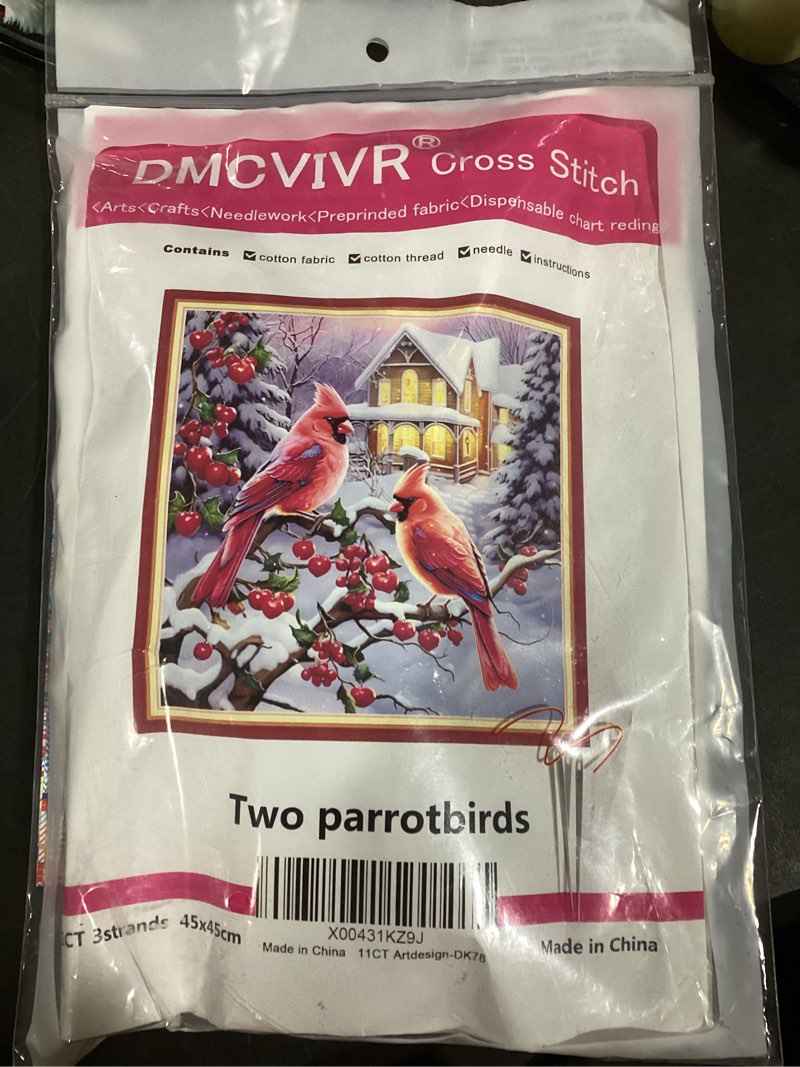 DMCVIVR® Cross Stitch
<Arts<Crafts<Needlework<Preprinded fabric<Dispensable chart reding
Contains ☑cotton fabric ☑cotton thread ☑needle ☑instructions
Two parrotbirds
X00431KZ9J
CT 3strands 45x45cm
Made in China 11CT Artdesign-DK78
Made in China